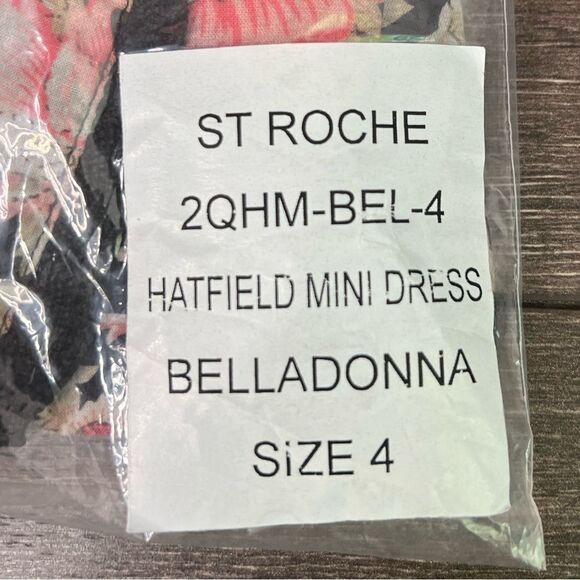 ST ROCHE
2QHM-BEL-4
HATFIELD MINI DRESS
BELLADONNA
SiZE 4